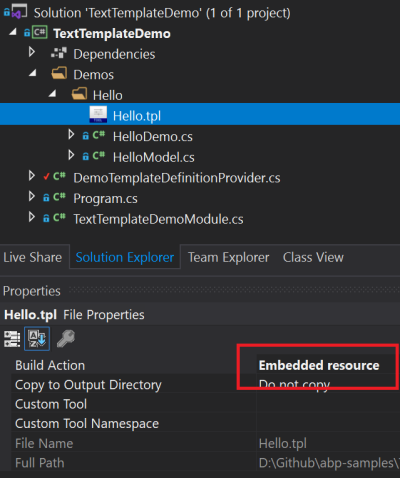 Solution 'TextTemplateDemo' (1 of 1 project)
C# TextTemplateDemo
Dependencies
Demos
Hello
Hello.tpl
C# HelloDemo.cs
C# HelloModel.cs
C# DemoTemplateDefinitionProvider.cs
C# Program.cs
C# TextTemplateDemoModule.cs
Live Share Solution Explorer Team Explorer Class View
Properties
Hello.tpl File Properties
Build Action Embedded resource
Copy to Output Directory Do not copy
Custom Tool
Custom Tool Namespace
File Name Hello.tpl
Full Path D:\Github\abp-samples\